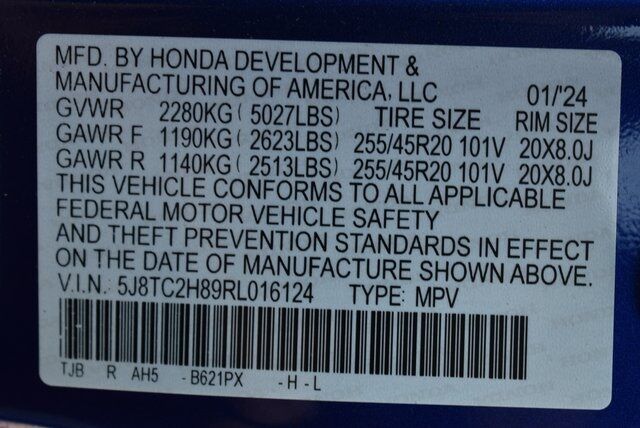 MFD. BY HONDA DEVELOPMENT &
MANUFACTURING OF AMERICA, LLC 01/'24
GVWR 2280KG( 5027LBS) TIRE SIZE RIM SIZE
GAWR F 1190KG( 2623LBS) 255/45R20 101V 20X8.0J
GAWR R 1140KG( 2513LBS) 255/45R20 101V 20X8.0J
THIS VEHICLE CONFORMS TO ALL APPLICABLE
FEDERAL MOTOR VEHICLE SAFETY
AND THEFT PREVENTION STANDARDS IN EFFECT
ON THE DATE OF MANUFACTURE SHOWN ABOVE.
V.I.N.: 5J8TC2H89RL016124 TYPE: MPV
TJB R AH5 - B621PX - H - L